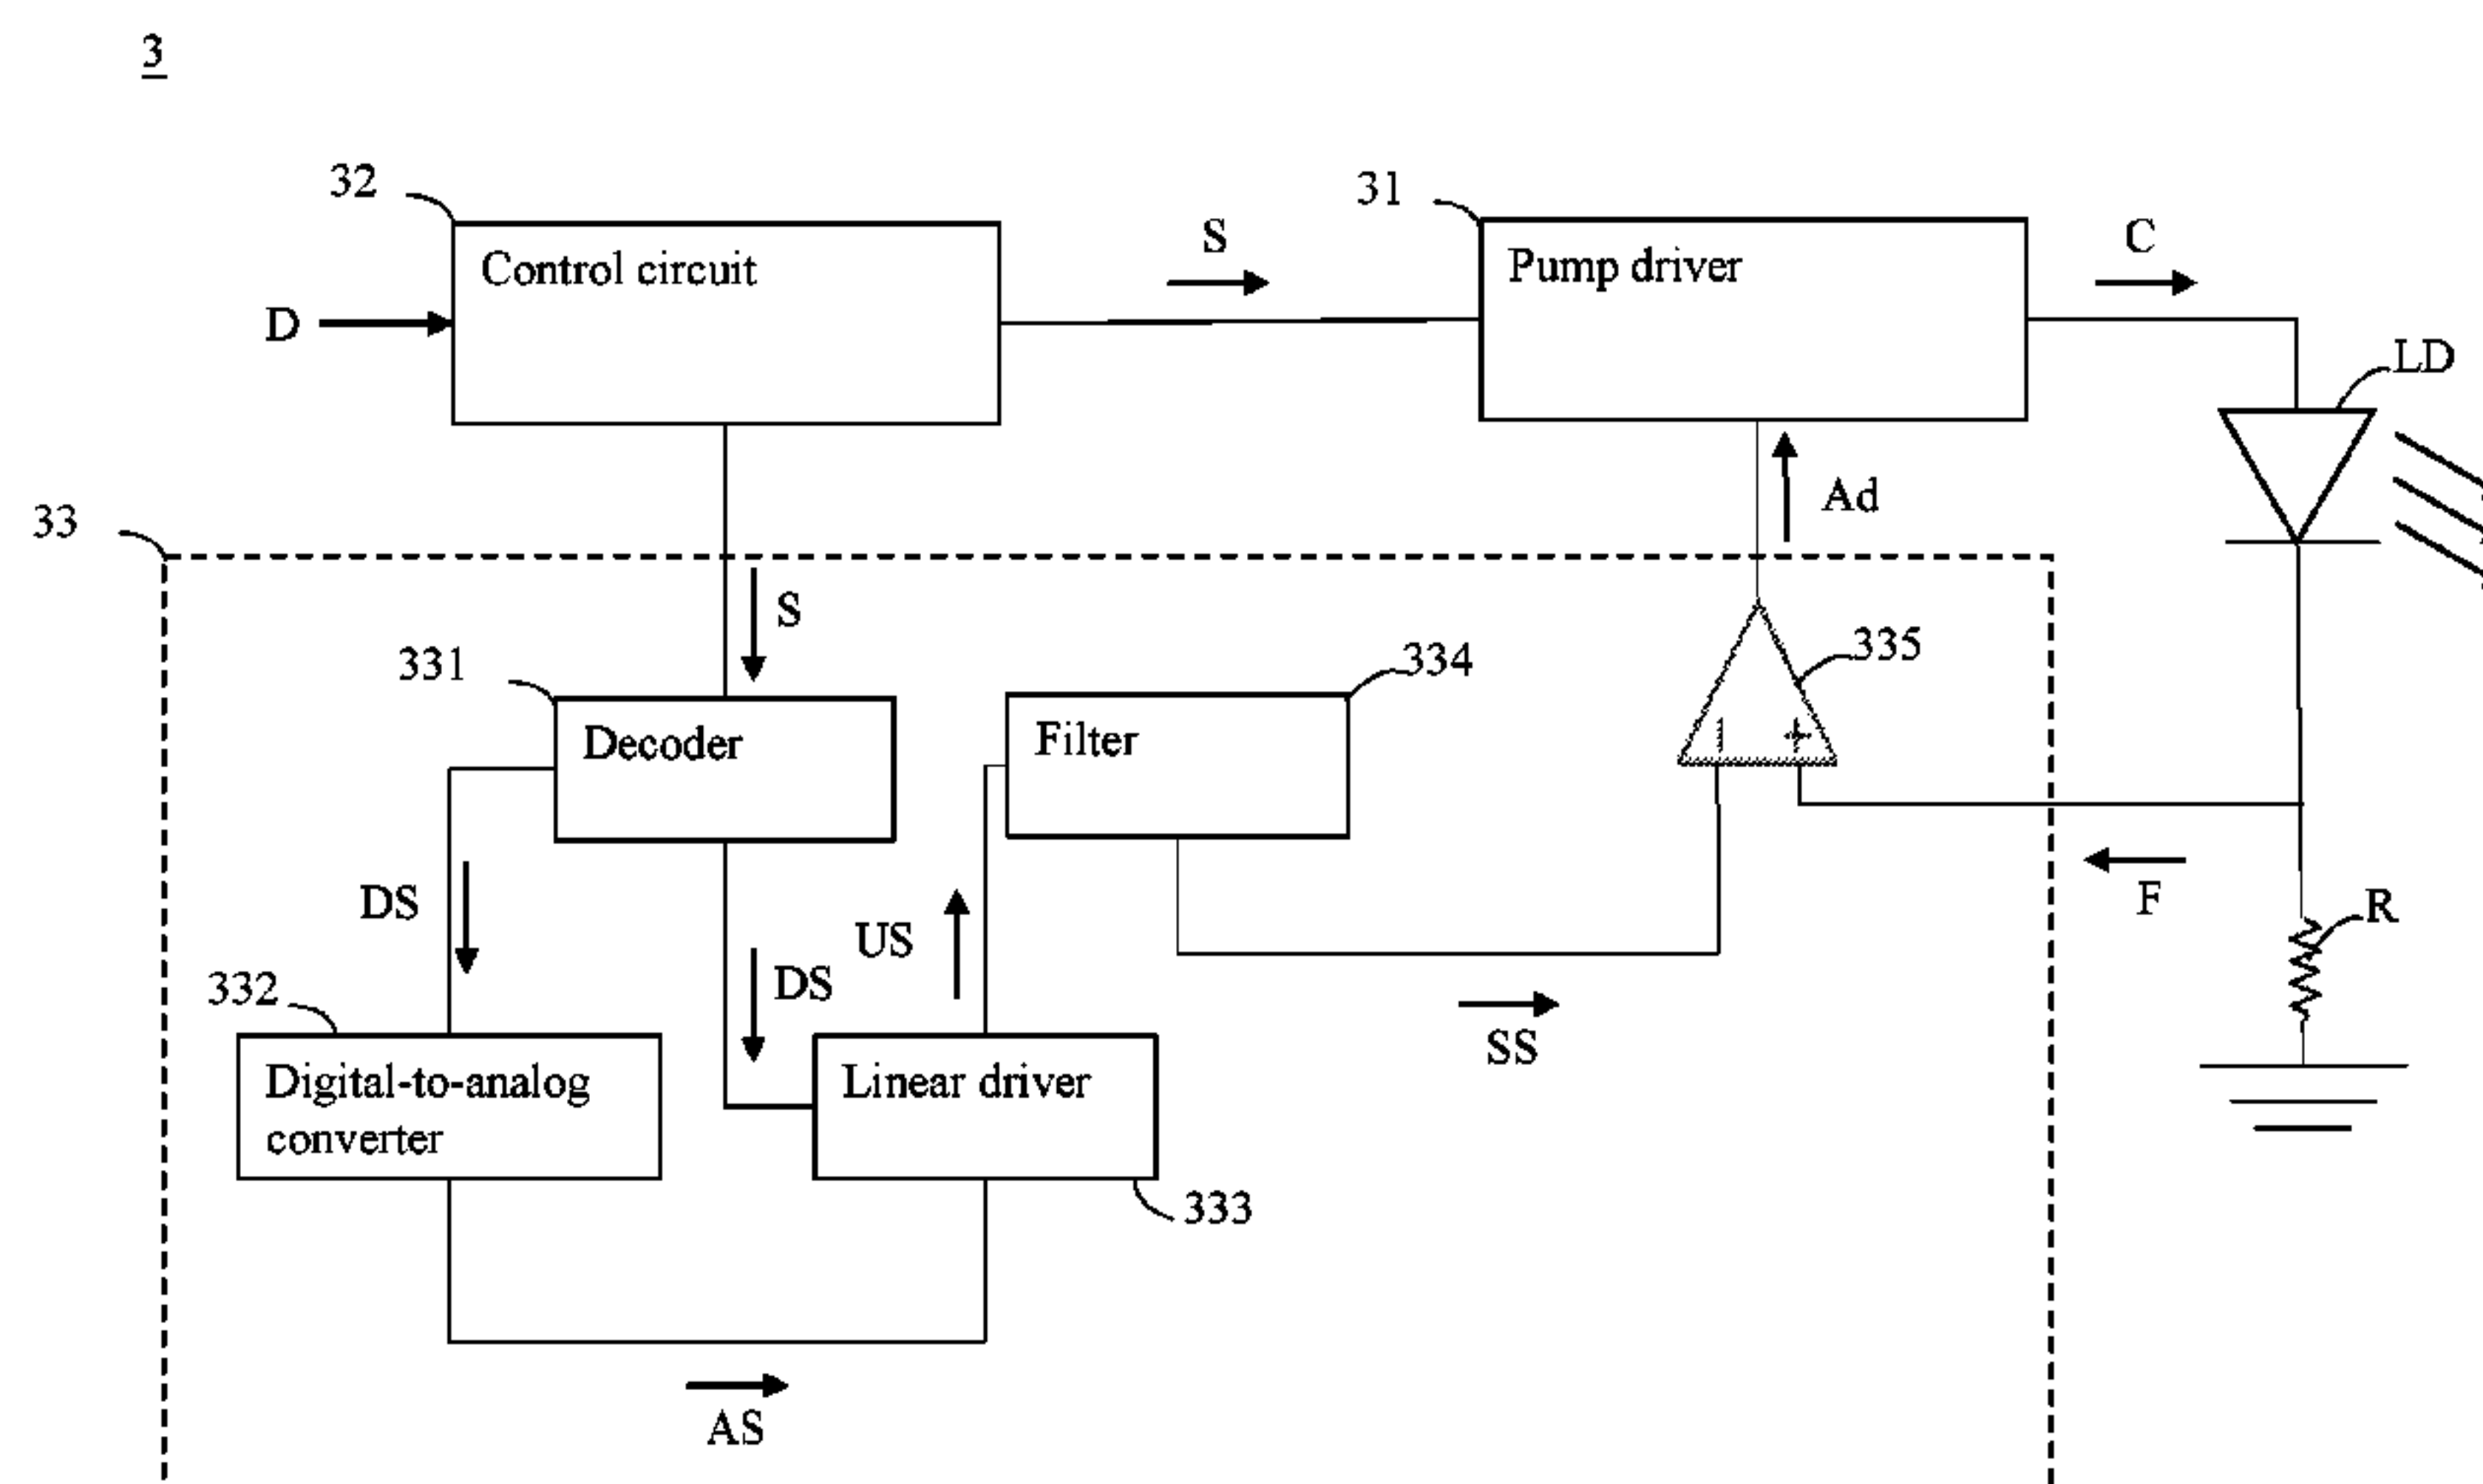 3
32
Control circuit
D
S
31
Pump driver
C
LD
33
Ad
S
331
Decoder
334
Filter
335
DS
US
DS
F
R
332
Digital-to-analog
converter
Linear driver
SS
333
AS